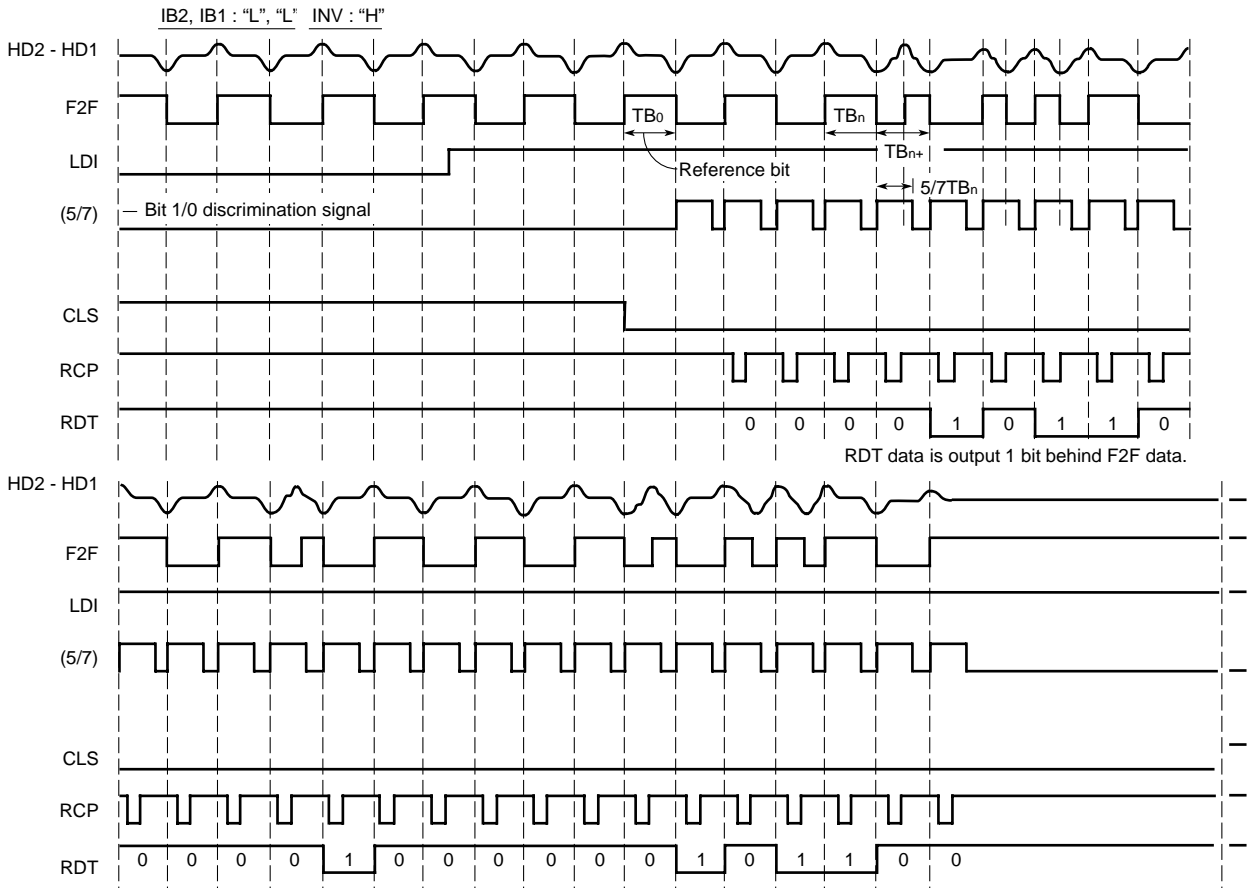 IB2, IB1 : “L”, “L” INV : “H”
HD2 - HD1
F2F
TB0 TBn
LDI
TBn+
Reference bit
5/7TBn
(5/7)
Bit 1/0 discrimination signal
CLS
RCP
RDT
0 0 0 0 1 0 1 1 0
RDT data is output 1 bit behind F2F data.
HD2 - HD1
F2F
LDI
(5/7)
CLS
RCP
RDT
0 0 0 0 1 0 0 0 0 0 0 1 0 1 1 0 0